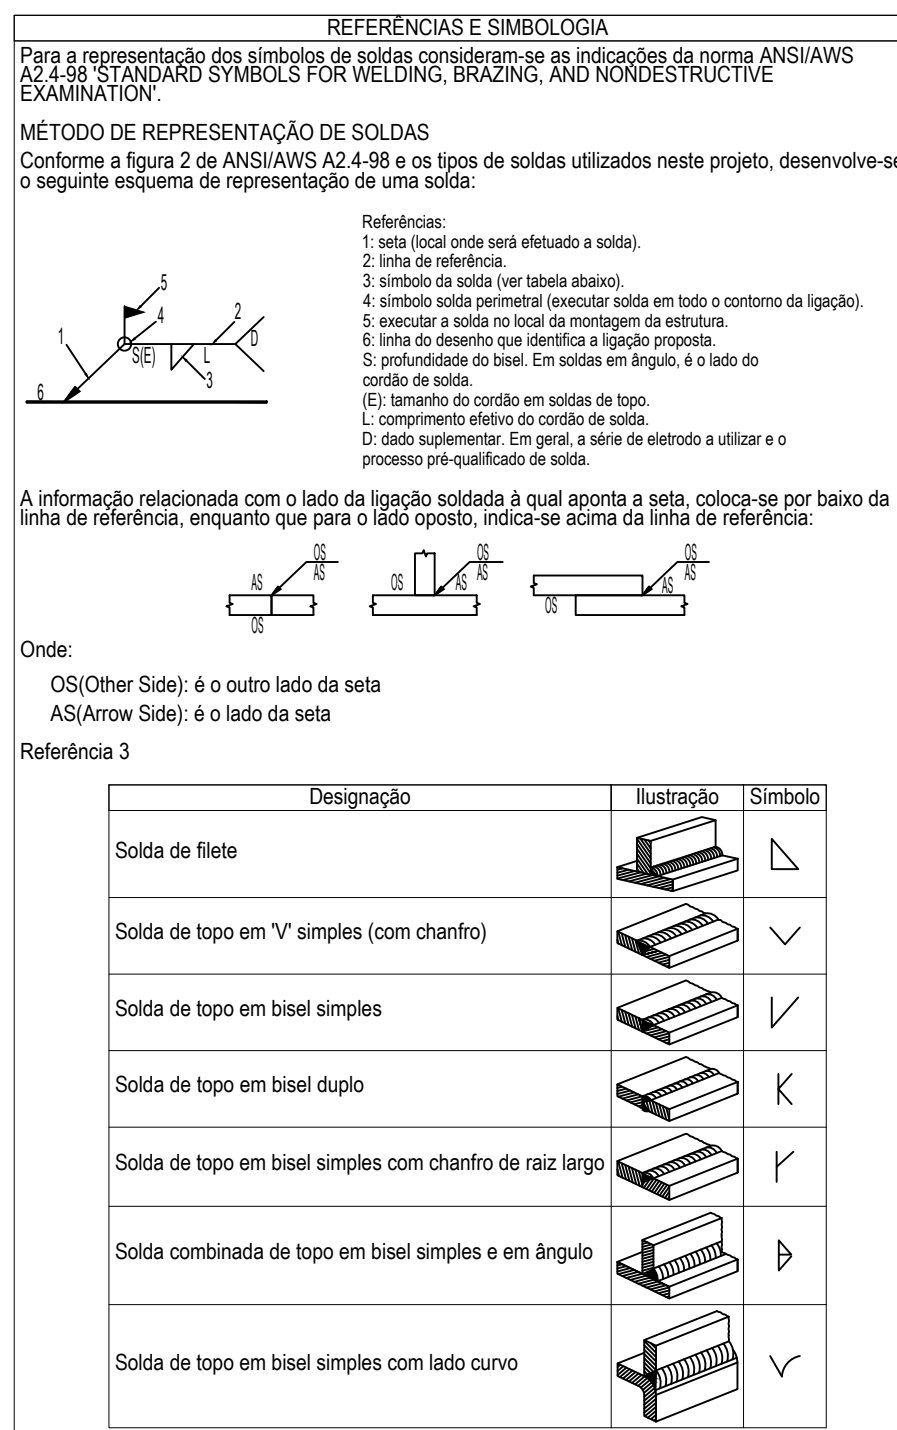 REFERÊNCIAS E SIMBOLOGIA
Para a representação dos símbolos de soldas consideram-se as indicações da norma ANSI/AWS
A2.4-98 'STANDARD SYMBOLS FOR WELDING, BRAZING, AND NONDESTRUCTIVE
EXAMINATION'.
MÉTODO DE REPRESENTAÇÃO DE SOLDAS
Conforme a figura 2 de ANSI/AWS A2.4-98 e os tipos de soldas utilizados neste projeto, desenvolve-se
o seguinte esquema de representação de uma solda:
5
4
2
1
S(E)
L
D
3
6
Referências:
1: seta (local onde será efetuado a solda).
2: linha de referência.
3: símbolo da solda (ver tabela abaixo).
4: símbolo solda perimetral (executar solda em todo o contorno da ligação).
5: executar a solda no local da montagem da estrutura.
6: linha do desenho que identifica a ligação proposta.
S: profundidade do bisel. Em soldas em ângulo, é o lado do
cordão de solda.
(E): tamanho do cordão em soldas de topo.
L: comprimento efetivo do cordão de solda.
D: dado suplementar. Em geral, a série de eletrodo a utilizar e o
processo pré-qualificado de solda.
A informação relacionada com o lado da ligação soldada à qual aponta a seta, coloca-se por baixo da
linha de referência, enquanto que para o lado oposto, indica-se acima da linha de referência:
OS
AS
AS
OS
OS
AS
OS
AS
OS
AS
AS
OS
Onde:
OS(Other Side): é o outro lado da seta
AS(Arrow Side): é o lado da seta
Referência 3
Designação Ilustração Símbolo
Solda de filete
Solda de topo em 'V' simples (com chanfro)
Solda de topo em bisel simples
Solda de topo em bisel duplo
Solda de topo em bisel simples com chanfro de raiz largo
Solda combinada de topo em bisel simples e em ângulo
Solda de topo em bisel simples com lado curvo